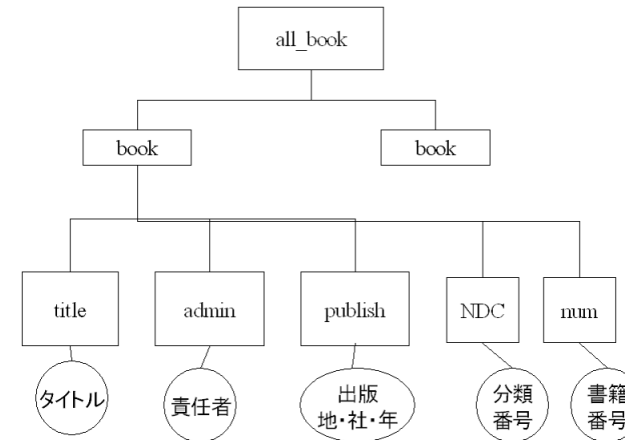 all_book
book
book
title
admin
publish
NDC
num
タイトル
責任者
出版
地・社・年
分類
番号
書籍
番号